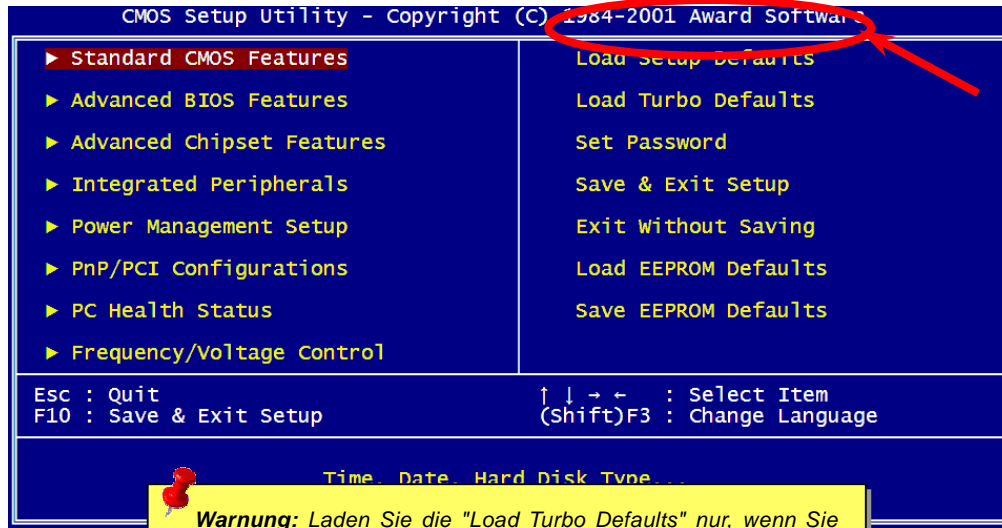 CMOS Setup Utility - Copyright (C) 1984-2001 Award Software
► Standard CMOS Features
► Advanced BIOS Features
► Advanced Chipset Features
► Integrated Peripherals
► Power Management Setup
► PnP/PCI Configurations
► PC Health Status
► Frequency/Voltage Control
Load Setup Defaults
Load Turbo Defaults
Set Password
Save & Exit Setup
Exit Without Saving
Load EEPROM Defaults
Save EEPROM Defaults
Esc : Quit
F10 : Save & Exit Setup
↑ ↓ → ← : Select Item
(Shift)F3 : Change Language
Time, Date, Hard Disk Type...
Warnung: Laden Sie die "Load Turbo Defaults" nur, wenn Sie